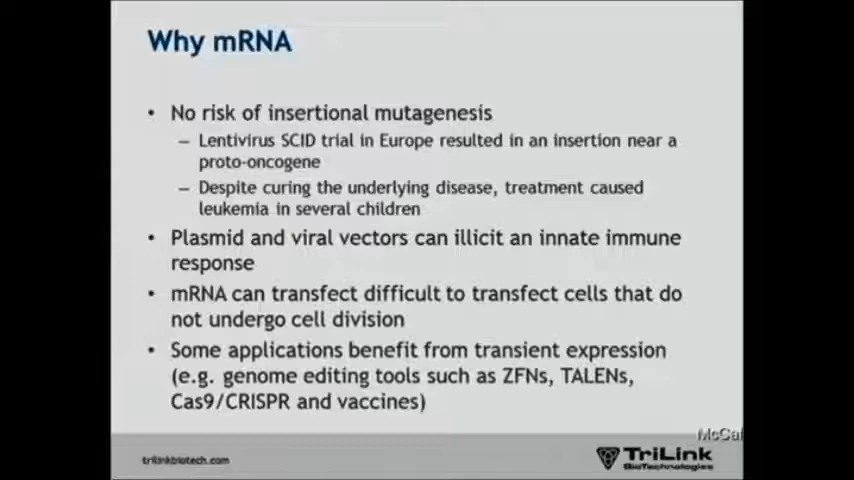 Why mRNA
• No risk of insertional mutagenesis
– Lentivirus SCID trial in Europe resulted in an insertion near a
proto-oncogene
– Despite curing the underlying disease, treatment caused
leukemia in several children
• Plasmid and viral vectors can illicit an innate immune
response
• mRNA can transfect difficult to transfect cells that do
not undergo cell division
• Some applications benefit from transient expression
(e.g. genome editing tools such as ZFNs, TALENs,
Cas9/CRISPR and vaccines)
McCaf
trilinkbiotech.com
TriLink
BioTechnologies